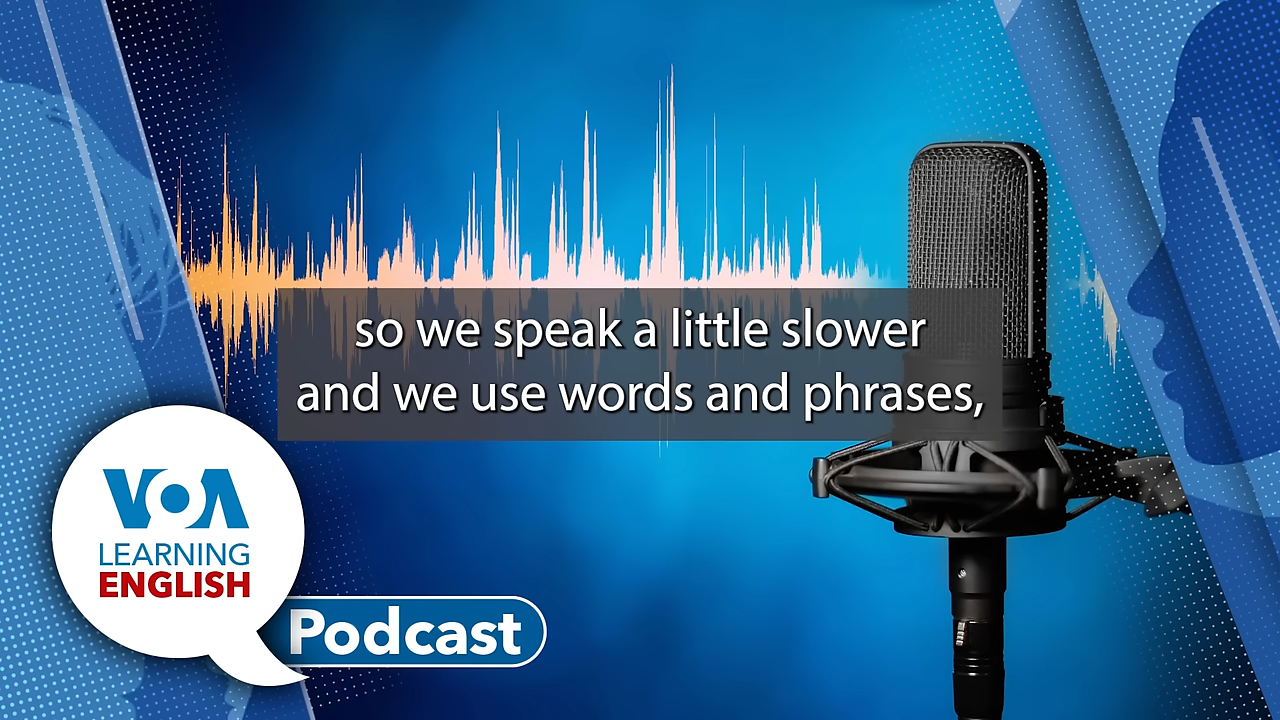 so we speak a little slower
and we use words and phrases,
VOA
LEARNING
ENGLISH
Podcast